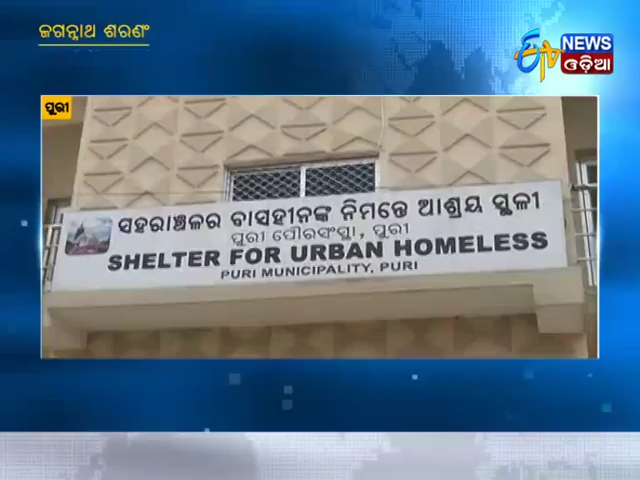 ଜଗନ୍ନାଥ ଶରଣଂ
ETV NEWS
ଓଡ଼ିଆ
ପୁରୀ
ସହରାଞ୍ଚଳର ବାସହୀନଙ୍କ ନିମନ୍ତେ ଆଶ୍ରୟ ସ୍ଥଳୀ
ପୁରୀ ପୌରସଂସ୍ଥା, ପୁରୀ
SHELTER FOR URBAN HOMELESS
PURI MUNICIPALITY, PURI